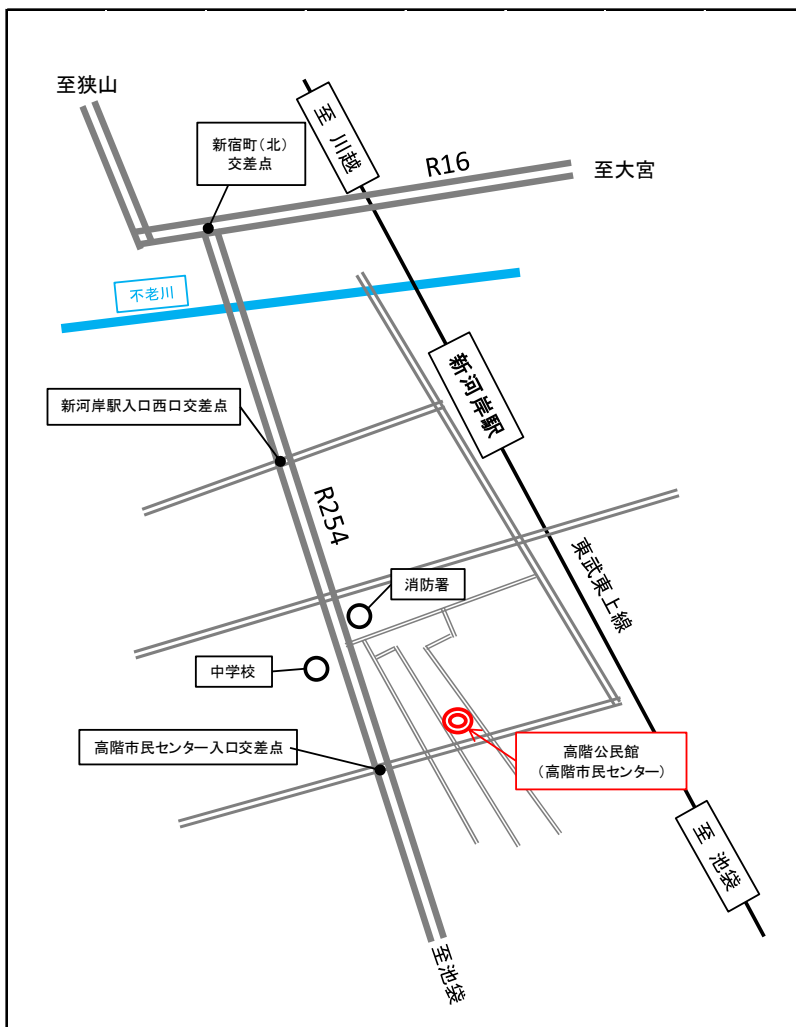 至狭山
至 川越
新宿町（北）
交差点
R16
至大宮
不老川
新河岸駅
新河岸駅入口西口交差点
R254
東武東上線
消防署
中学校
高階市民センター入口交差点
高階公民館
（高階市民センター）
至 池袋
至池袋